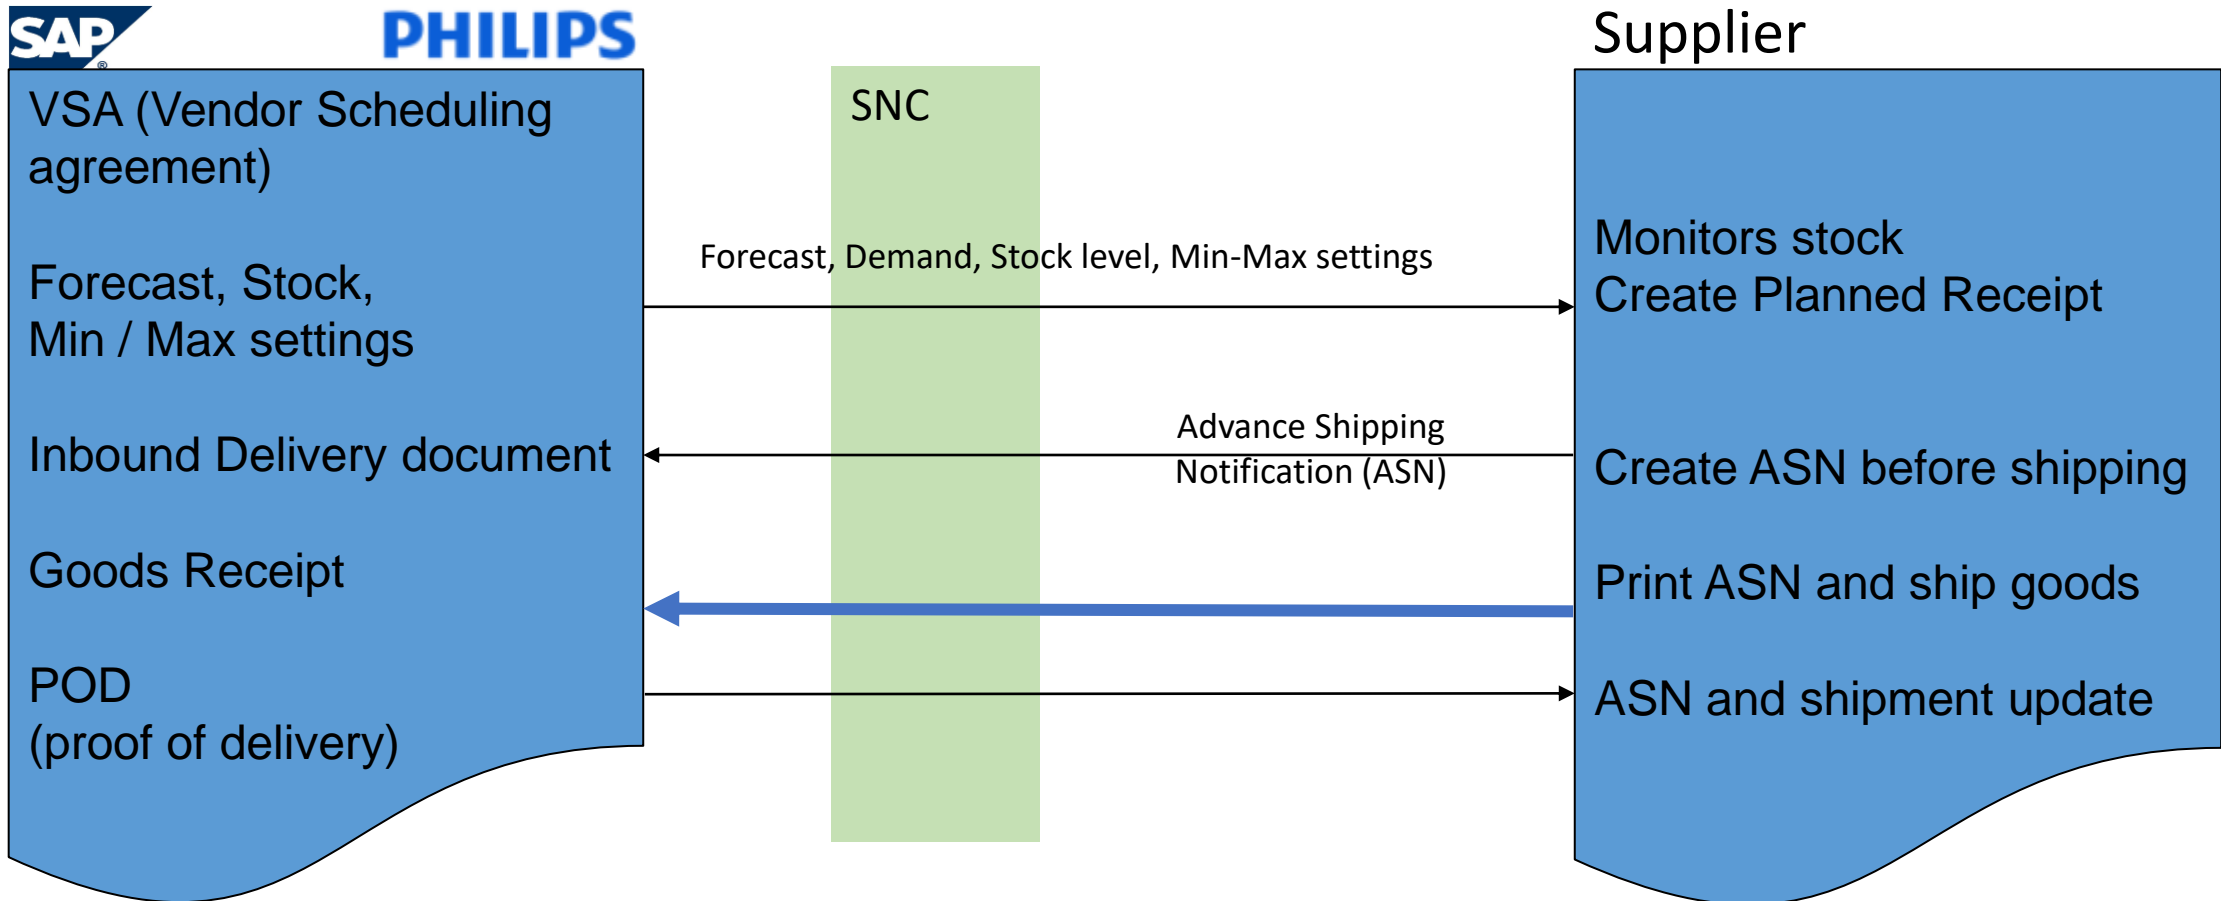 SAP
®
PHILIPS
Supplier
VSA (Vendor Scheduling
agreement)
Forecast, Stock,
Min / Max settings
Inbound Delivery document
Goods Receipt
POD
(proof of delivery)
SNC
Forecast, Demand, Stock level, Min-Max settings
Advance Shipping
Notification (ASN)
Monitors stock
Create Planned Receipt
Create ASN before shipping
Print ASN and ship goods
ASN and shipment update